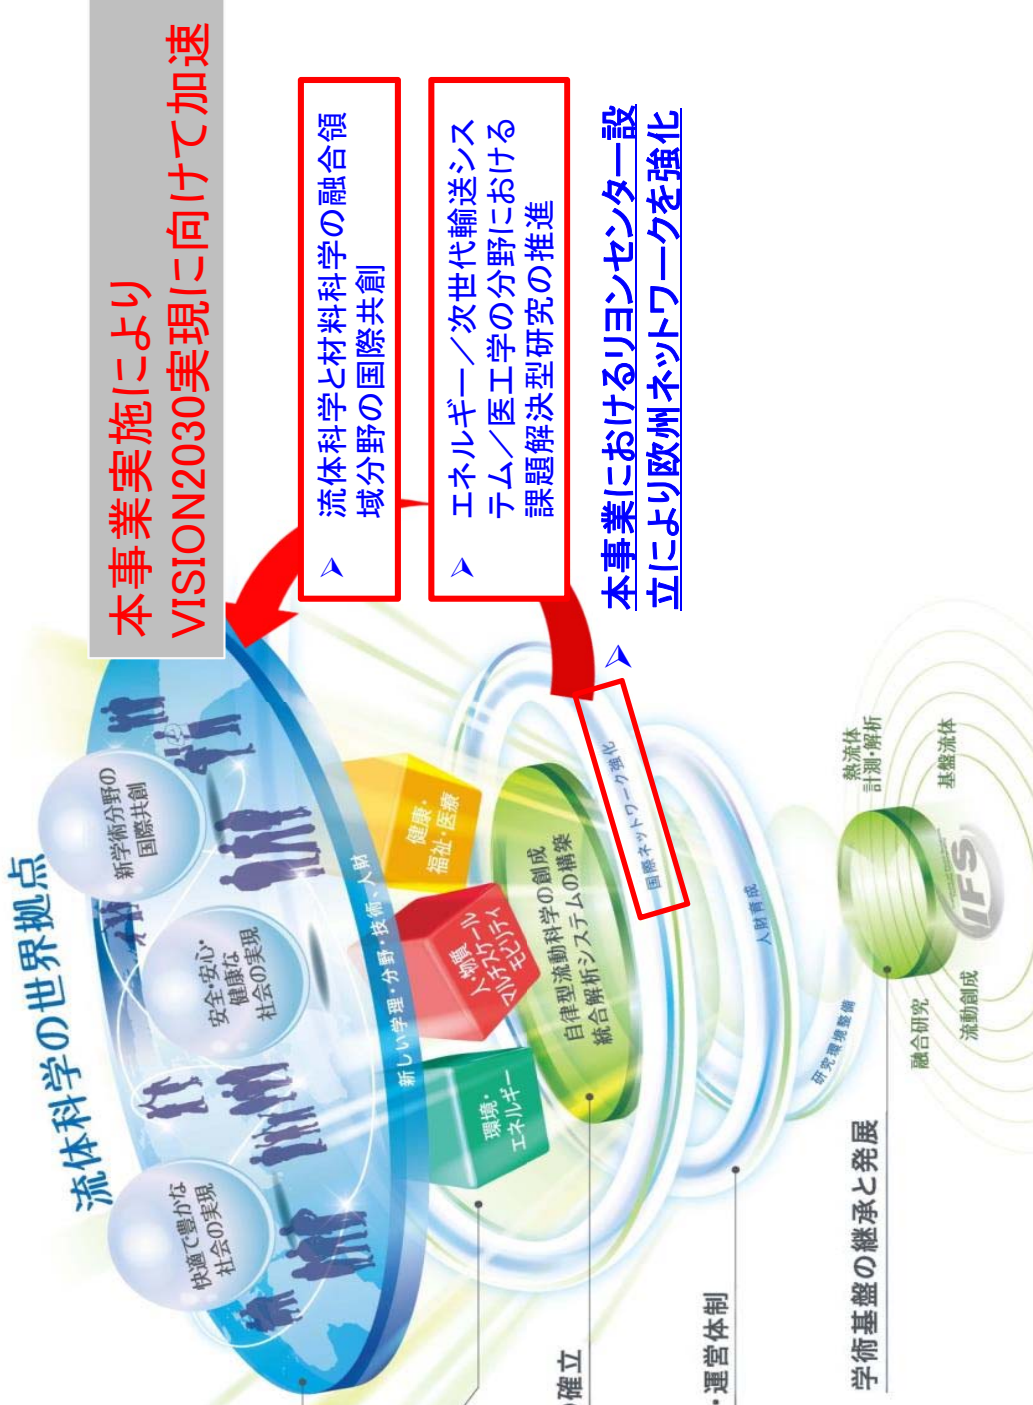 本事業実施により
VISION2030実現に向けて加速
流体科学の世界拠点
新学術分野の
国際共創
安全・安心・
健康な
社会の実現
快適で豊かな
社会の実現
新しい学理・分野・技術・人財
➢ 流体科学と材料科学の融合領
域分野の国際共創
➢ エネルギー/次世代輸送シス
テム/医工学の分野における
課題解決型研究の推進
➢ 本事業におけるリヨンセンター設
立により欧州ネットワークを強化
健康・
福祉・医療
人・物質
マルチスケール
モビリティ
環境・
エネルギー
自律型流動科学の創成
統合解析システムの構築
国際ネットワーク強化
人財育成
研究環境整備
確立
・運営体制
学術基盤の継承と発展
熱流体
計測・解析
基盤流体
融合研究
流動創成
IFS